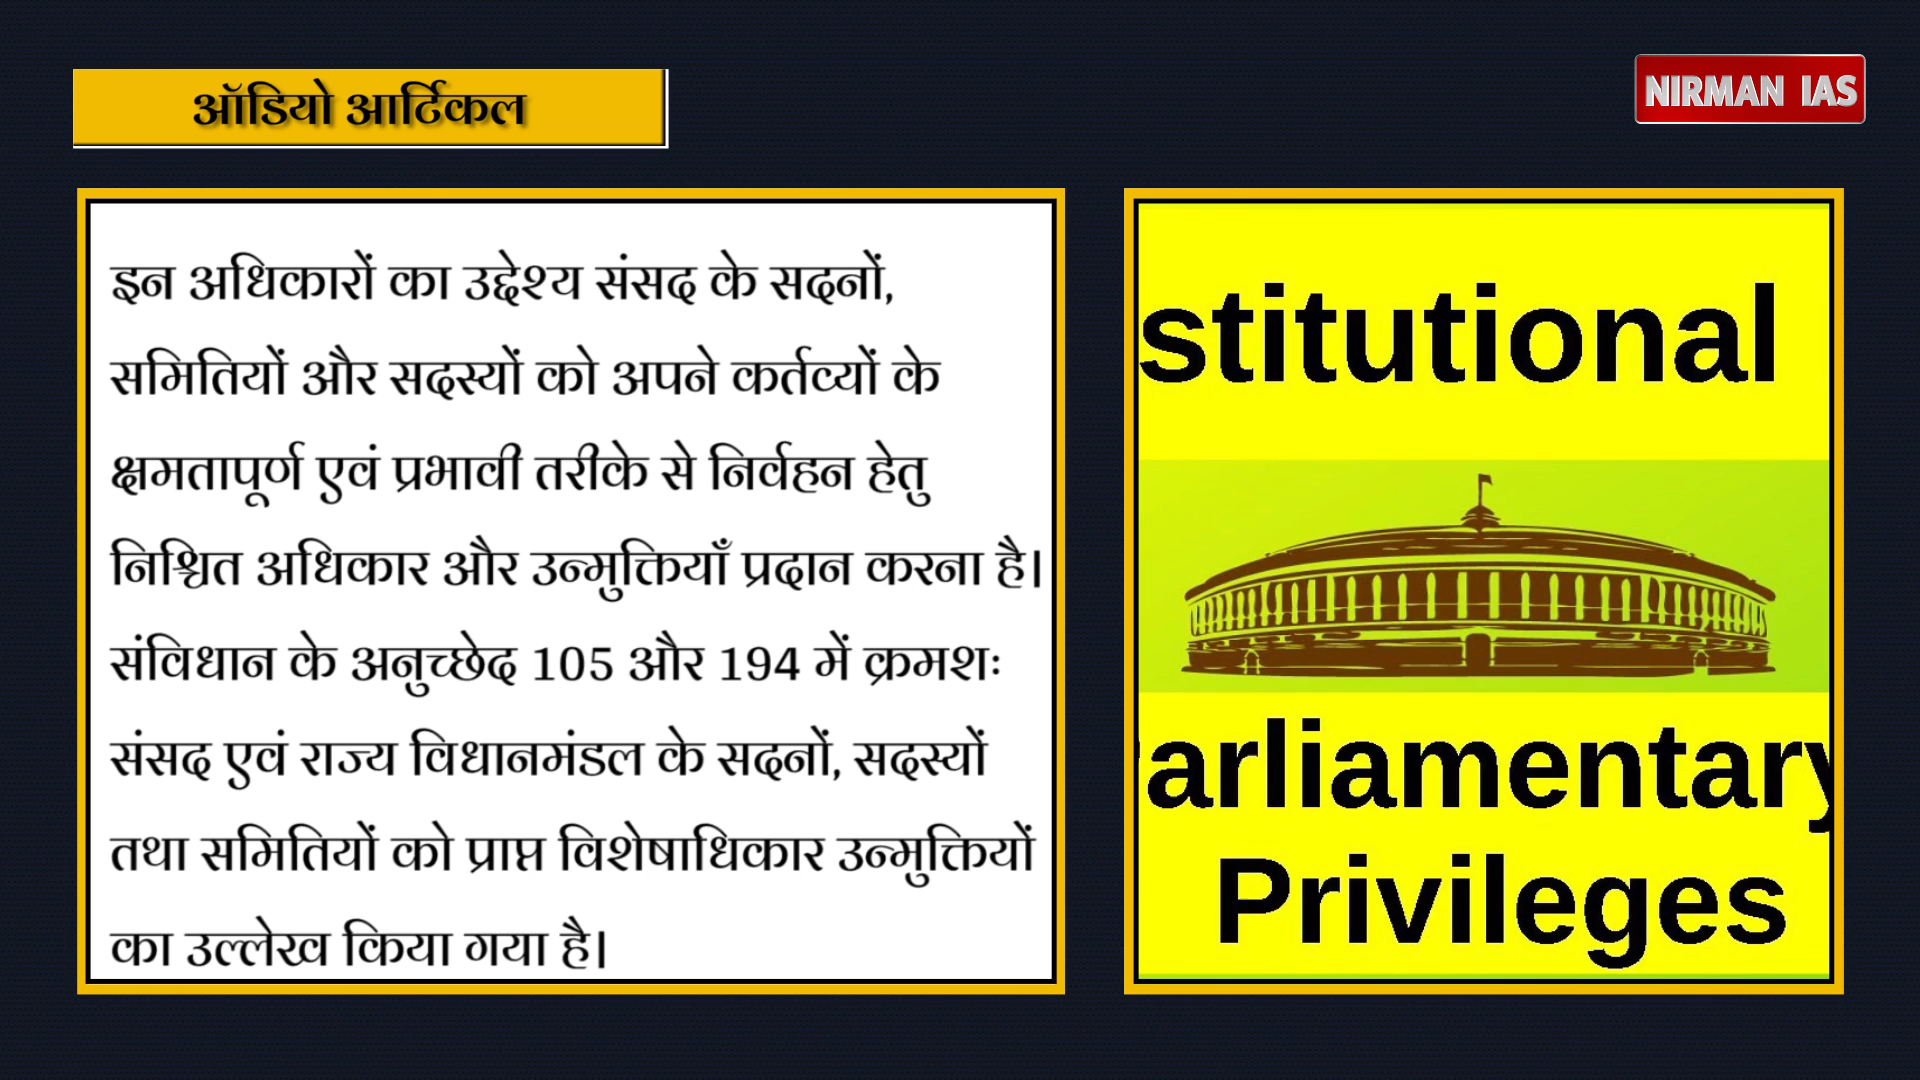 ऑडियो आर्टिकल
NIRMAN IAS
इन अधिकारों का उद्देश्य संसद के सदनों,
समितियों और सदस्यों को अपने कर्तव्यों के
क्षमतापूर्ण एवं प्रभावी तरीके से निर्वहन हेतु
निश्चित अधिकार और उन्मुक्तियाँ प्रदान करना है।
संविधान के अनुच्छेद 105 और 194 में क्रमशः
संसद एवं राज्य विधानमंडल के सदनों, सदस्यों
तथा समितियों को प्राप्त विशेषाधिकार उन्मुक्तियों
का उल्लेख किया गया है।
stitutional
arliamentary
Privileges